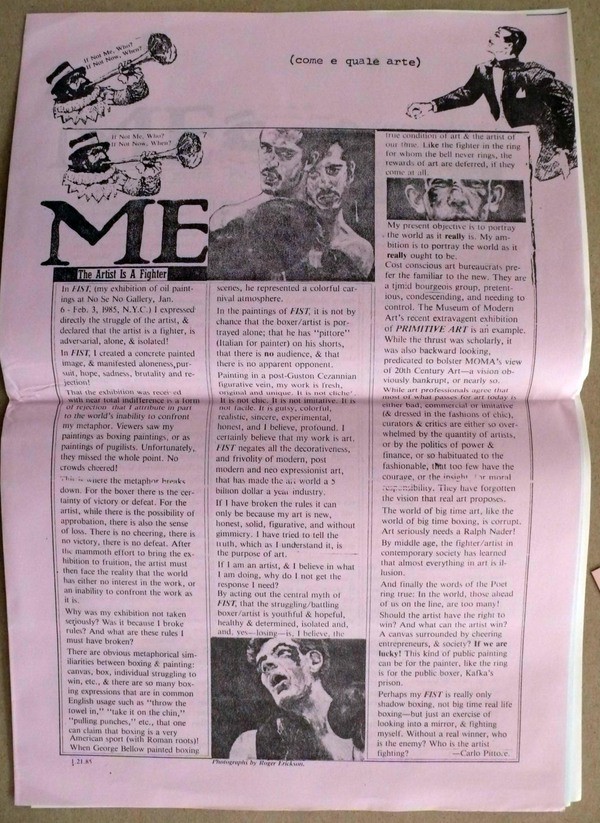 If Not Me, Who?
If Not Now, When?
(come e quale arte)
If Not Me, Who?
If Not Now, When?
7
ME
The Artist Is A Fighter
In FIST, (my exhibition of oil paint-
ings at No Se No Gallery, Jan.
6 - Feb. 3, 1985, N.Y.C.) I expressed
directly the struggle of the artist, &
declared that the artist is a fighter, is
adversarial, alone, & isolated!
In FIST, I created a concrete painted
image, & manifested aloneness, pur-
suit, hope, sadness, brutality and re-
jection!
That the exhibition was received
with near total indifference is a form
of rejection that I attribute in part
to the world's inability to confront
my metaphor. Viewers saw my
paintings as boxing paintings, or as
paintings of pugilists. Unfortunately,
they missed the whole point. No
crowds cheered!
This is where the metaphor breaks
down. For the boxer there is the cer-
tainty of victory or defeat. For the
artist, while there is the possibility of
approbation, there is also the sense
of loss. There is no cheering, there is
no victory, there is no defeat. After
the mammoth effort to bring the ex-
hibition to fruition, the artist must
then face the reality that the world
has either no interest in the work, or
an inability to confront the work as
it is.
Why was my exhibition not taken
seriously? Was it because I broke
rules? And what are these rules I
must have broken?
There are obvious metaphorical sim-
iliarities between boxing & painting:
canvas, box, individual struggling to
win, etc., & there are so many box-
ing expressions that are in common
English usage such as "throw the
towel in," "take it on the chin,"
"pulling punches," etc., that one
can claim that boxing is a very
American sport (with Roman roots)!
When George Bellow painted boxing
scenes, he represented a colorful car-
nival atmosphere.
In the paintings of FIST, it is not by
chance that the boxer/artist is por-
trayed alone; that he has "pittore"
(Italian for painter) on his shorts,
that there is no audience, & that
there is no apparent opponent.
Painting in a post-Guston Cezannian
figurative vein, my work is fresh,
original and unique. It is not cliche'.
It is not chic. It is not imitative. It is
not facile. It is gutsy, colorful,
realistic, sincere, experimental,
honest, and I believe, profound. I
certainly believe that my work is art.
FIST negates all the decorativeness,
and frivolity of modern, post
modern and neo expressionist art,
that has made the art world a 5
billion dollar a year industry.
If I have broken the rules it can
only be because my art is new,
honest, solid, figurative, and without
gimmicry. I have tried to tell the
truth, which as I understand it, is
the purpose of art.
If I am an artist, & I believe in what
I am doing, why do I not get the
response I need?
By acting out the central myth of
FIST, that the struggling/battling
boxer/artist is youthful & hopeful,
healthy & determined, isolated and,
and, yes—losing—is, I believe, the
true condition of art & the artist of
our time. Like the fighter in the ring
for whom the bell never rings, the
rewards of art are deferred, if they
come at all.
My present objective is to portray
the world as it really is. My am-
bition is to portray the world as it
really ought to be.
Cost conscious art bureaucrats pre-
fer the familiar to the new. They are
a timid bourgeois group, pretent-
ious, condescending, and needing to
control. The Museum of Modern
Art's recent extravagent exhibition
of PRIMITIVE ART is an example.
While the thrust was scholarly, it
was also backward looking,
predicated to bolster MOMA's view
of 20th Century Art—a vision ob-
viously bankrupt, or nearly so.
While art professionals agree that
most of what passes for art today is
either bad, commercial or imitative
(& dressed in the fashion of chic),
curators & critics are either so over-
whelmed by the quantity of artists,
or by the politics of power &
finance, or so habituated to the
fashionable, that too few have the
courage, or the insight for moral
responsibility. They have forgotten
the vision that real art proposes.
The world of big time art, like the
world of big time boxing, is corrupt.
Art seriously needs a Ralph Nader!
By middle age, the fighter/artist in
contemporary society has learned
that almost everything in art is il-
lusion.
And finally the words of the Poet
ring true: In the world, those ahead
of us on the line, are too many!
Should the artist have the right to
win? And what can the artist win?
A canvas surrounded by cheering
entrepreneurs, & society? If we are
lucky! This kind of public painting
can be for the painter, like the ring
is for the public boxer, Kafka's
prison.
Perhaps my FIST is really only
shadow boxing, not big time real life
boxing—but just an exercise of
looking into a mirror, & fighting
myself. Without a real winner, who
is the enemy? Who is the artist
fighting? —Carlo Pittore.
21.85
Photographs by Roger Erickson.